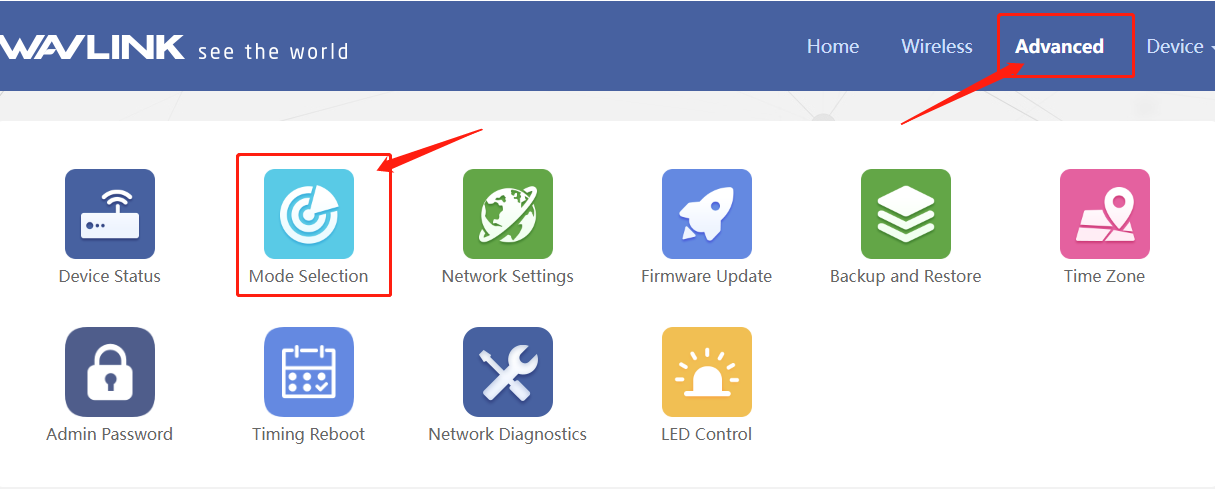 WAVLINK see the world Home Wireless Advanced Device
Device Status Mode Selection Network Settings Firmware Update Backup and Restore Time Zone
Admin Password Timing Reboot Network Diagnostics LED Control